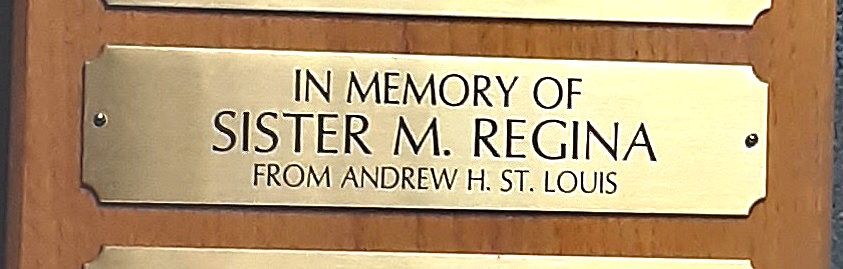 IN MEMORY OF
SISTER M. REGINA
FROM ANDREW H. ST. LOUIS